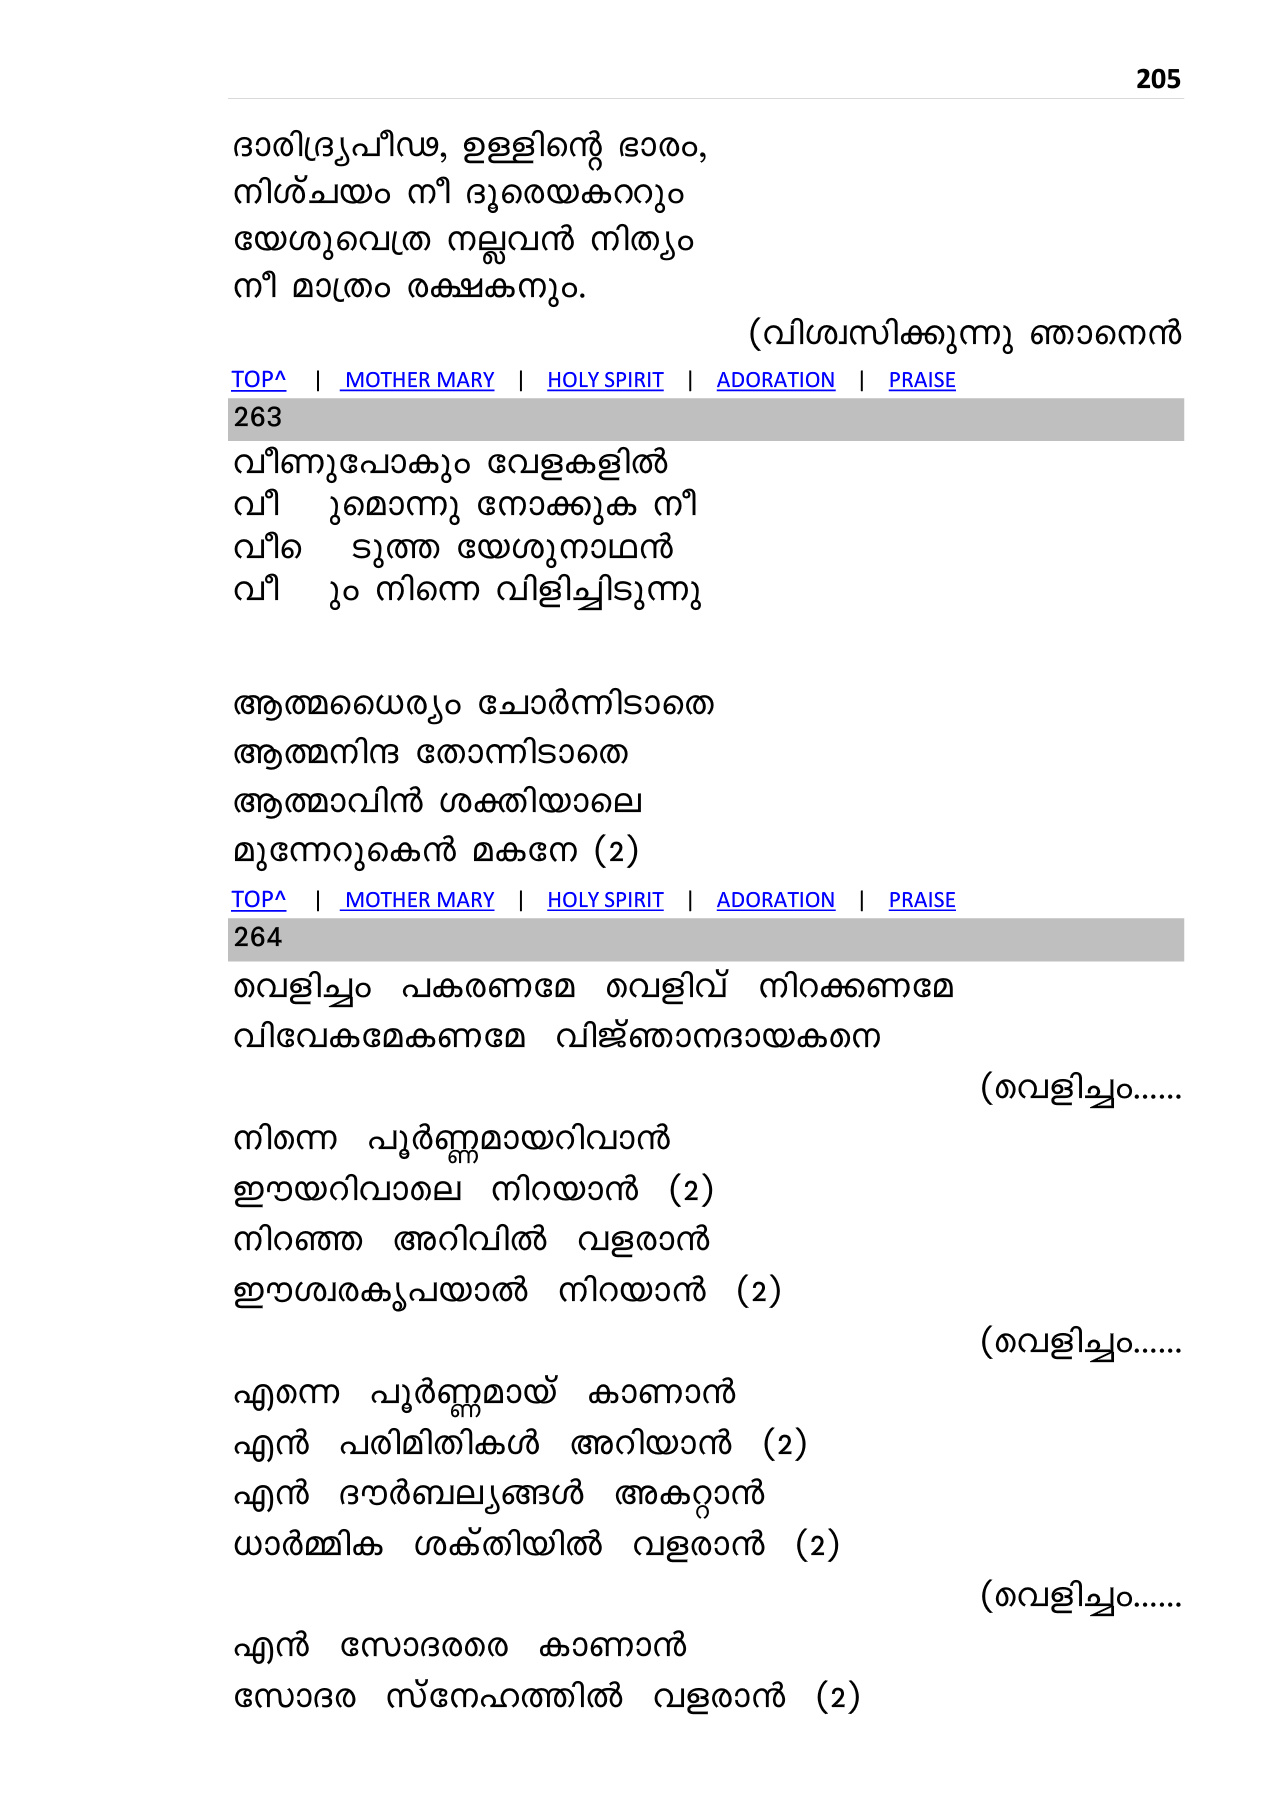 205
ദാരിദ്ര്യപീഢ, ഉള്ളിന്റെ ഭാരം,
നിശ്ചയം നീ ദൂരെയകററും
യേശുവെത്ര നല്ലവൻ നിത്യം
നീ മാത്രം രക്ഷകനും.
(വിശ്വസിക്കുന്നു ഞാനെൻ
TOP^ | MOTHER MARY | HOLY SPIRIT | ADORATION | PRAISE
263
വീണുപോകും വേളകളിൽ
വീ ുമൊന്നു നോക്കുക നീ
വീെ ടുത്ത യേശുനാഥൻ
വീ ും നിന്നെ വിളിച്ചിടുന്നു
ആത്മധൈര്യം ചോർന്നിടാതെ
ആത്മനിന്ദ തോന്നിടാതെ
ആത്മാവിൻ ശക്തിയാലെ
മുന്നേറുകെൻ മകനേ (2)
TOP^ | MOTHER MARY | HOLY SPIRIT | ADORATION | PRAISE
264
വെളിച്ചം പകരണമേ വെളിവ് നിറക്കണമേ
വിവേകമേകണമേ വിജ്ഞാനദായകനെ
(വെളിച്ചം......
നിന്നെ പൂർണ്ണമായറിവാൻ
ഈയറിവാലെ നിറയാൻ (2)
നിറഞ്ഞ അറിവിൽ വളരാൻ
ഈശ്വരകൃപയാൽ നിറയാൻ (2)
(വെളിച്ചം......
എന്നെ പൂർണ്ണമായ് കാണാൻ
എൻ പരിമിതികൾ അറിയാൻ (2)
എൻ ദൗർബല്യങ്ങൾ അകറ്റാൻ
ധാർമ്മിക ശക്തിയിൽ വളരാൻ (2)
(വെളിച്ചം......
എൻ സോദരരെ കാണാൻ
സോദര സ്നേഹത്തിൽ വളരാൻ (2)